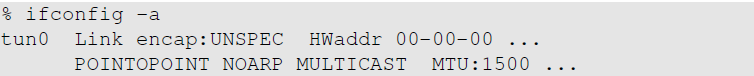 % ifconfig -a
tun0  Link encap:UNSPEC  HWaddr 00-00-00 ...
      POINTOPOINT NOARP MULTICAST  MTU:1500 ...